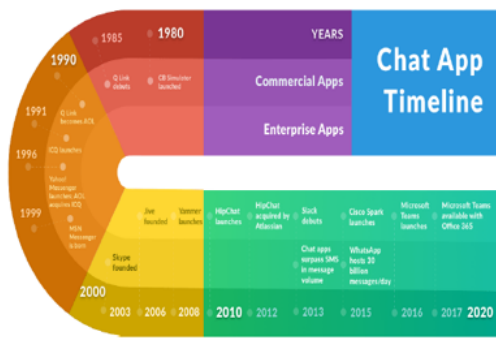 Chat App
Timeline
YEARS
Commercial Apps
Enterprise Apps
1980
1985
1990
1991
1996
1999
2000
2003
2006
2008
2010
2012
2013
2015
2016
2017
2020
CB Simulator
launched
Q Link
debuts
Q Link
becomes AOL
ICQ launches
Yahoo!
Messenger
launches; AOL
acquires ICQ
MSN
Messenger
is born
Skype
founded
Jive
founded
Yammer
launches
HipChat
launches
HipChat
acquired by
Atlassian
Slack
debuts
Chat apps
surpass SMS
in message
volume
Cisco Spark
launches
WhatsApp
hosts 30
billion
messages/day
Microsoft
Teams
launches
Microsoft Teams
available with
Office 365